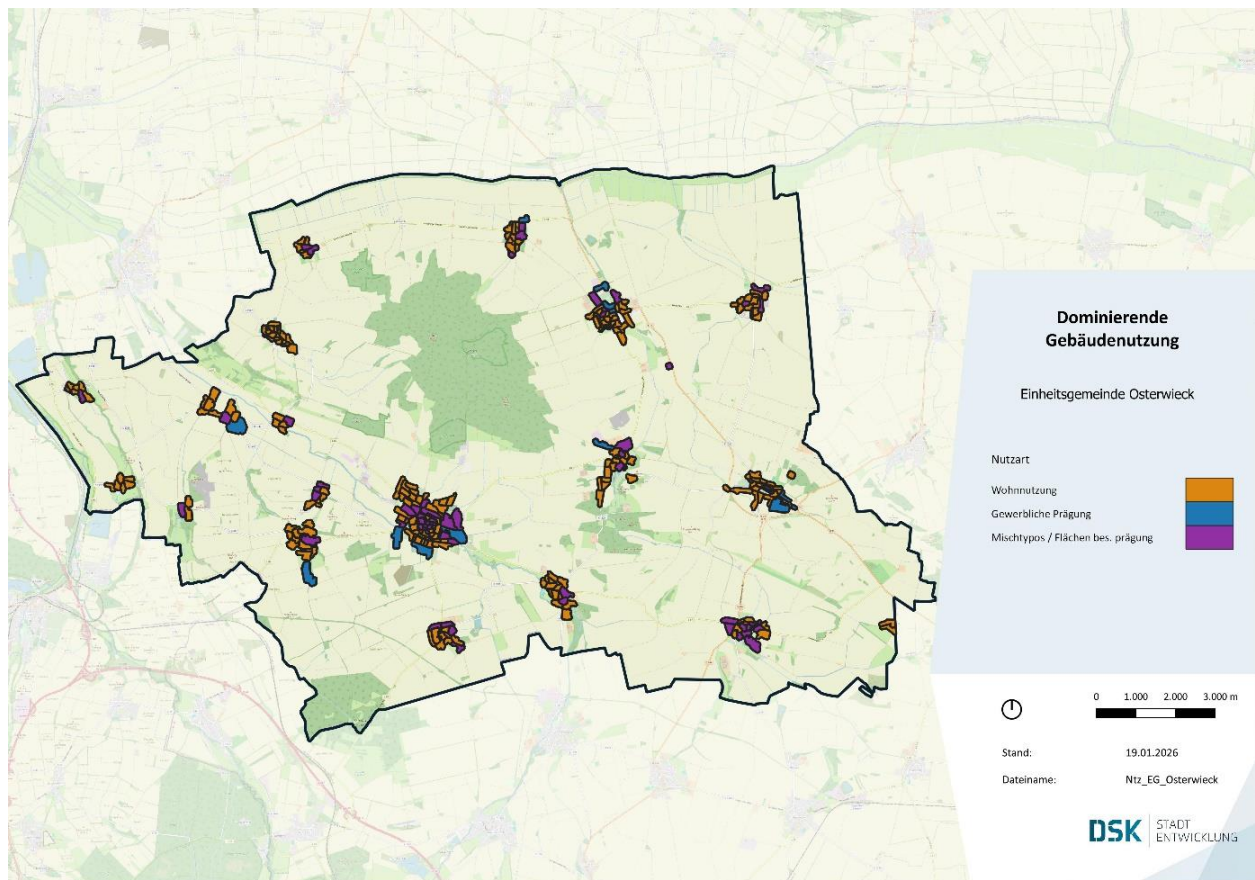 Dominierende
Gebäudenutzung
Einheitsgemeinde Osterwieck
Nutzart
Wohnnutzung
Gewerbliche Prägung
Mischtypos / Flächen bes. prägung
0 1.000 2.000 3.000 m
Stand: 19.01.2026
Dateiname: Ntz_EG_Osterwieck
DSK STADT
ENTWICKLUNG